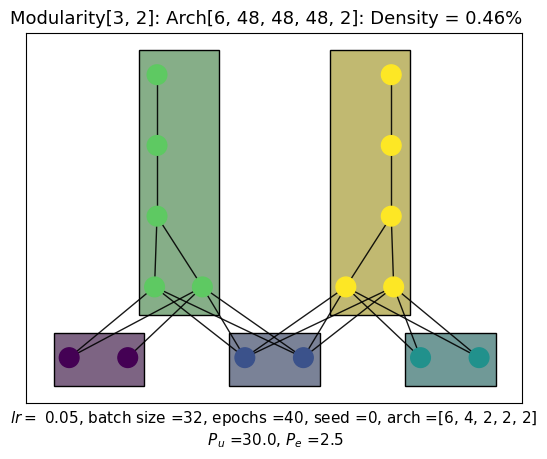 Modularity[3, 2]: Arch[6, 48, 48, 48, 2]: Density = 0.46%
lr = 0.05, batch size =32, epochs =40, seed =0, arch =[6, 4, 2, 2, 2]
P_u =30.0, P_e =2.5